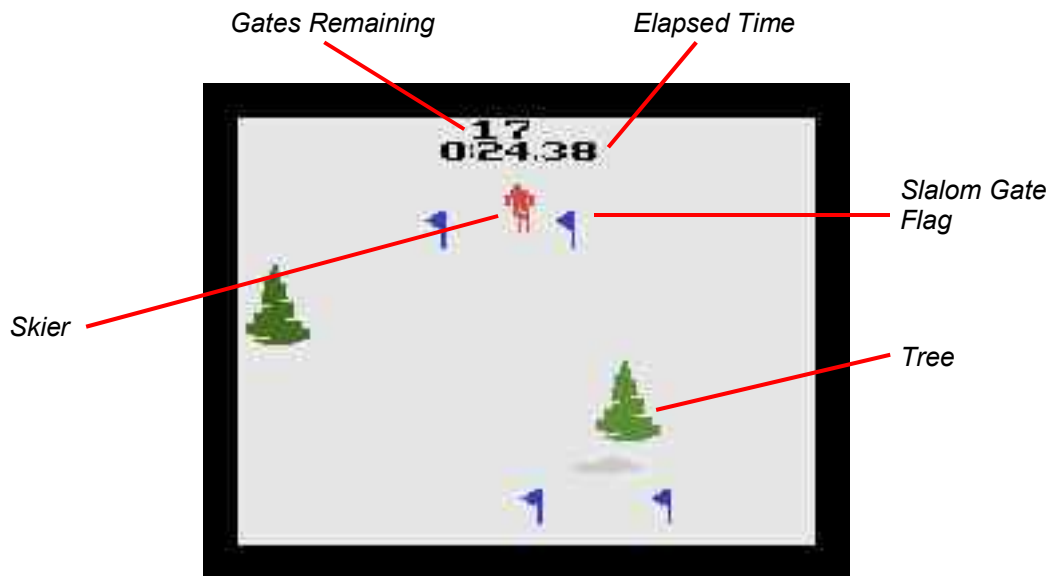 Gates Remaining
Elapsed Time
17
0:24.38
Slalom Gate
Flag
Skier
Tree